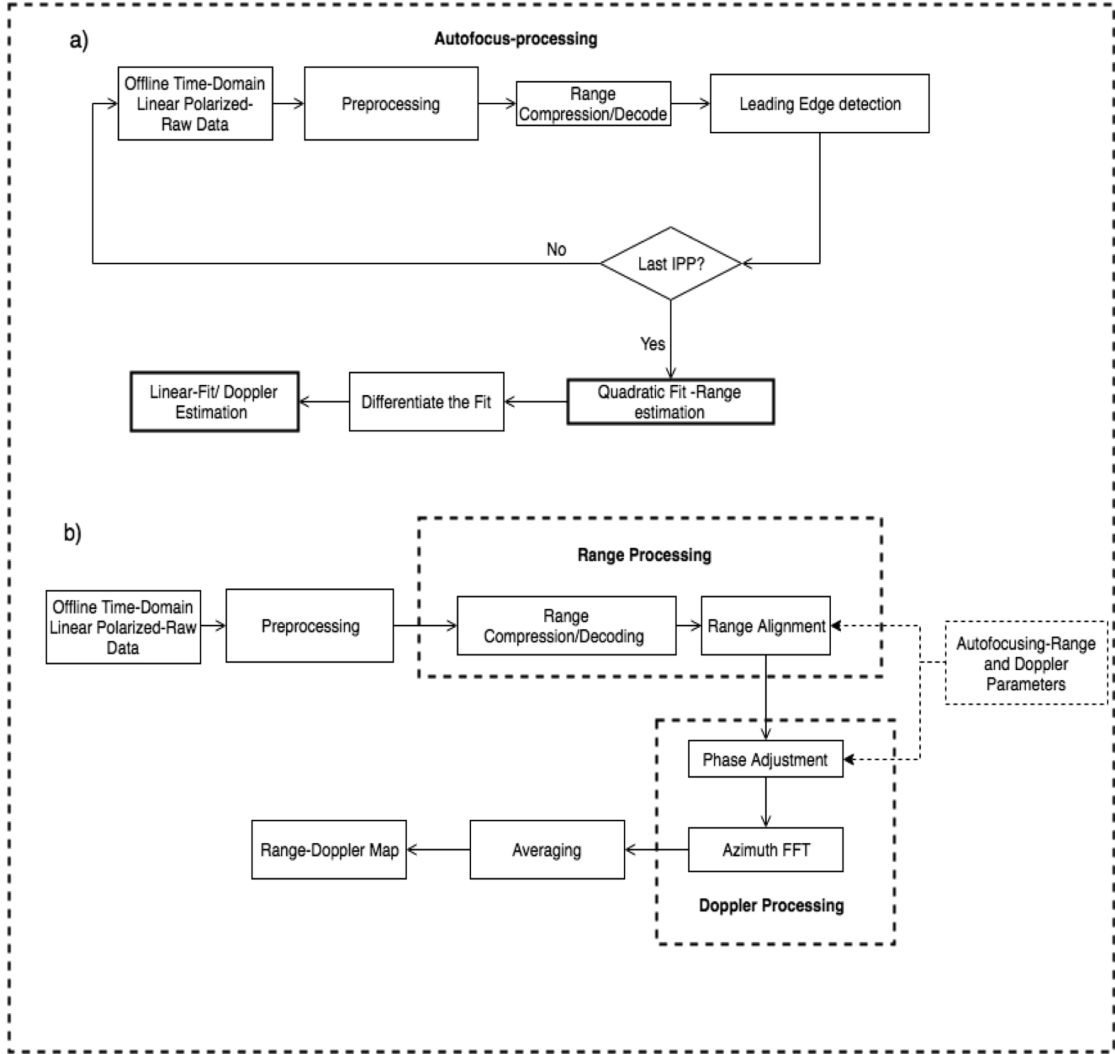 a)
Autofocus-processing
Offline Time-Domain
Linear Polarized-
Raw Data
Preprocessing
Range
Compression/Decode
Leading Edge detection
No
Last IPP?
Yes
Linear-Fit/ Doppler
Estimation
Differentiate the Fit
Quadratic Fit -Range
estimation
b)
Range Processing
Offline Time-Domain
Linear Polarized-Raw
Data
Preprocessing
Range
Compression/Decoding
Range Alignment
Autofocusing-Range
and Doppler
Parameters
Phase Adjustment
Range-Doppler Map
Averaging
Azimuth FFT
Doppler Processing